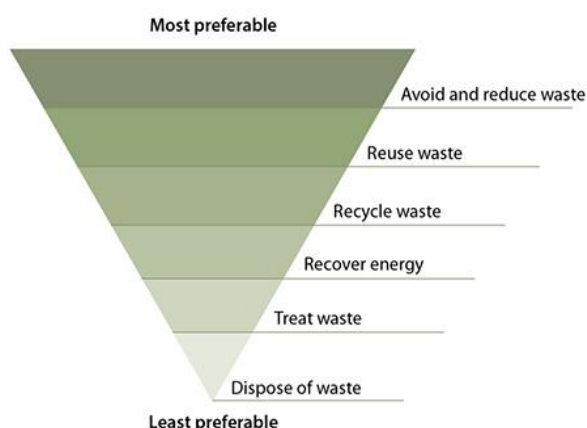 Most preferable
Avoid and reduce waste
Reuse waste
Recycle waste
Recover energy
Treat waste
Dispose of waste
Least preferable